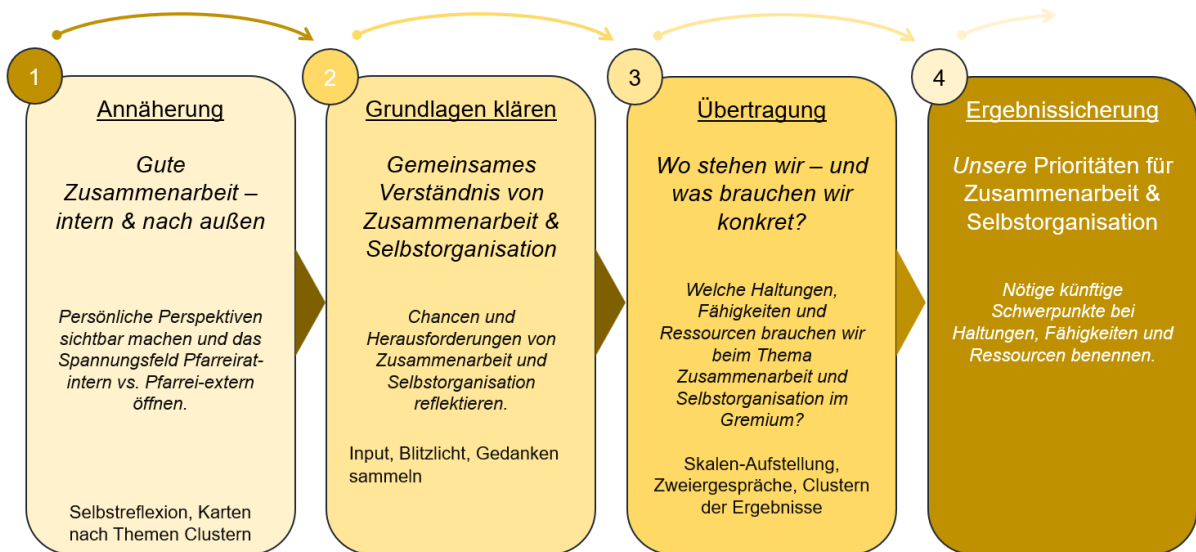 1
Annäherung
Gute
Zusammenarbeit –
intern & nach außen
Persönliche Perspektiven
sichtbar machen und das
Spannungsfeld Pfarreirat-
intern vs. Pfarrei-extern
öffnen.
Selbstreflexion, Karten
nach Themen Clustern
2
Grundlagen klären
Gemeinsames
Verständnis von
Zusammenarbeit &
Selbstorganisation
Chancen und
Herausforderungen von
Zusammenarbeit und
Selbstorganisation
reflektieren.
Input, Blitzlicht, Gedanken
sammeln
3
Übertragung
Wo stehen wir – und
was brauchen wir
konkret?
Welche Haltungen,
Fähigkeiten und
Ressourcen brauchen wir
beim Thema
Zusammenarbeit und
Selbstorganisation im
Gremium?
Skalen-Aufstellung,
Zweiergespräche, Clustern
der Ergebnisse
4
Ergebnissicherung
Unsere Prioritäten für
Zusammenarbeit &
Selbstorganisation
Nötige künftige
Schwerpunkte bei
Haltungen, Fähigkeiten und
Ressourcen benennen.